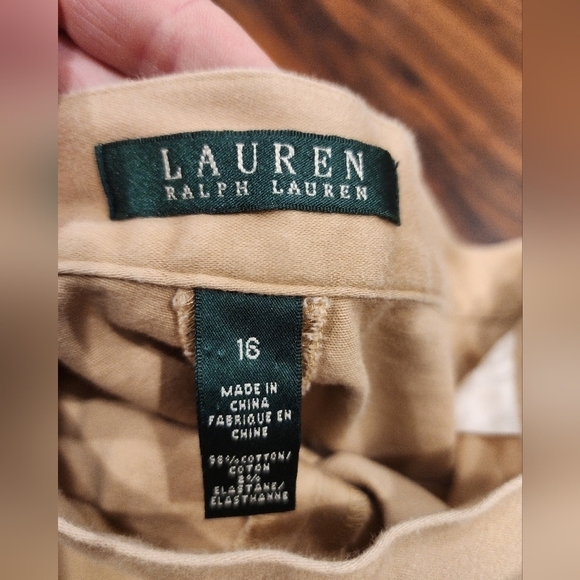 LAUREN
RALPH LAUREN
16
MADE IN
CHINA
FABRIQUE EN
CHINE
98% COTTON/
COTON
2%
ELASTANE/
ELASTHANNE